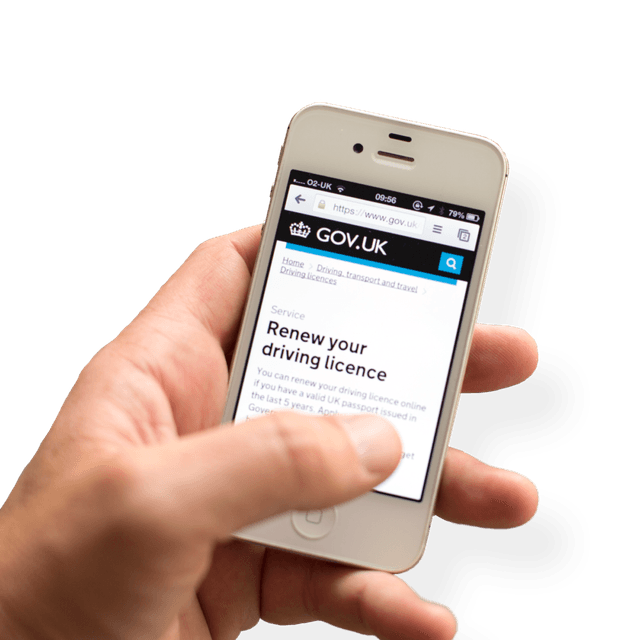 O2-UK 09:56 79%
https://www.gov.uk
2
GOV.UK
Home Driving, transport and travel
Driving licences
Service
Renew your
driving licence
You can renew your driving licence online
if you have a valid UK passport issued in
the last 5 years.